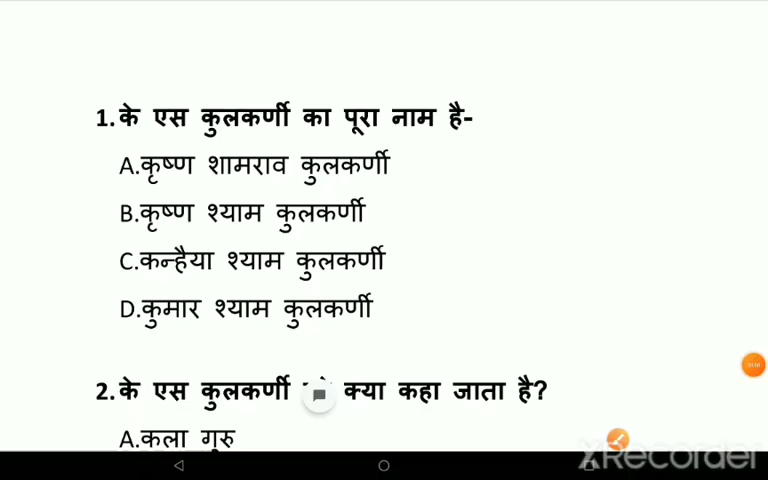 1. के एस कुलकर्णी का पूरा नाम है-
A.कृष्ण शामराव कुलकर्णी
B.कृष्ण श्याम कुलकर्णी
C.कन्हैया श्याम कुलकर्णी
D.कुमार श्याम कुलकर्णी
2. के एस कुलकर्णी क्या कहा जाता है?
A.कला गुरु
XRecorder